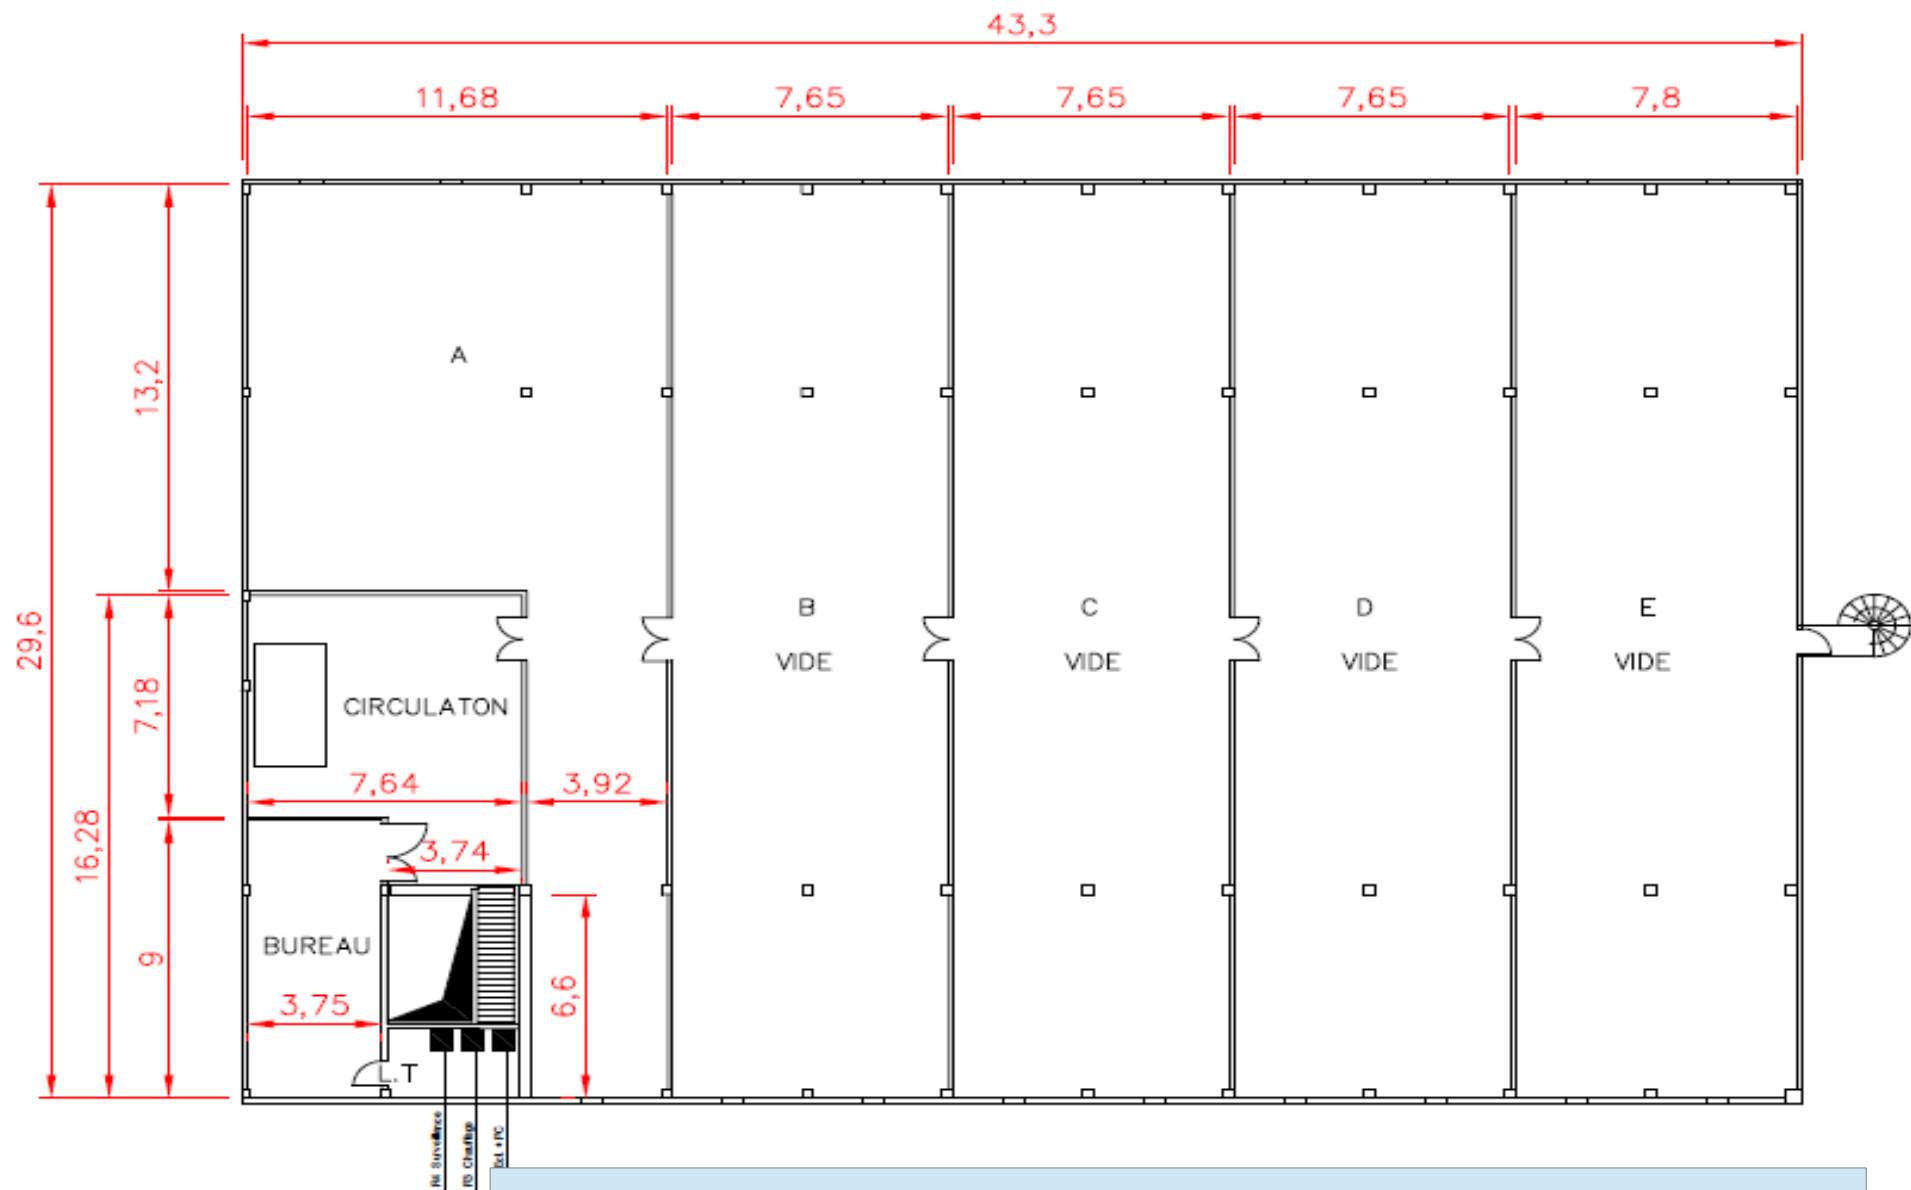 43,3
11,68 7,65 7,65 7,65 7,8
A
13,2
29,6
B C D E
VIDE VIDE VIDE VIDE
7,18
CIRCULATON
7,64 3,92
16,28
3,74
BUREAU
9
6,6
3,75
L.T